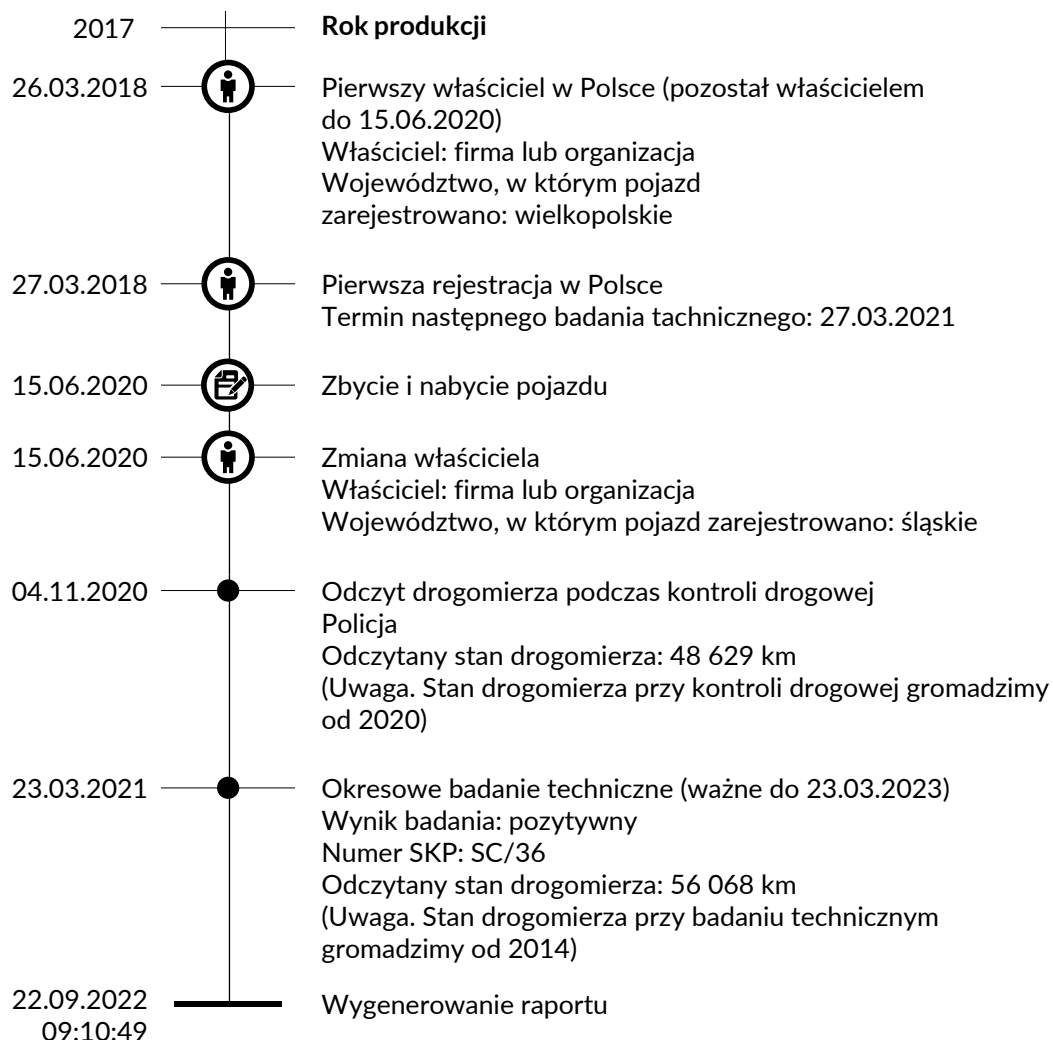 2017 Rok produkcji
26.03.2018 Pierwszy właściciel w Polsce (pozostał właścicielem
do 15.06.2020)
Właściciel: firma lub organizacja
Województwo, w którym pojazd
zarejestrowano: wielkopolskie
27.03.2018 Pierwsza rejestracja w Polsce
Termin następnego badania tachnicznego: 27.03.2021
15.06.2020 Zbycie i nabycie pojazdu
15.06.2020 Zmiana właściciela
Właściciel: firma lub organizacja
Województwo, w którym pojazd zarejestrowano: śląskie
04.11.2020 Odczyt drogomierza podczas kontroli drogowej
Policja
Odczytany stan drogomierza: 48 629 km
(Uwaga. Stan drogomierza przy kontroli drogowej gromadzimy
od 2020)
23.03.2021 Okresowe badanie techniczne (ważne do 23.03.2023)
Wynik badania: pozytywny
Numer SKP: SC/36
Odczytany stan drogomierza: 56 068 km
(Uwaga. Stan drogomierza przy badaniu technicznym
gromadzimy od 2014)
22.09.2022 Wygenerowanie raportu
09:10:49